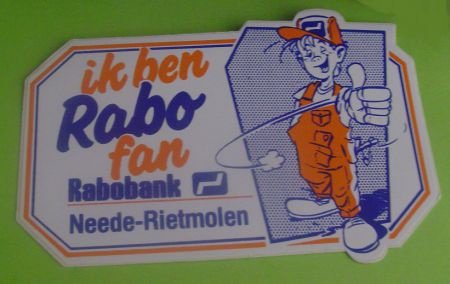 ik ben
Rabo
fan
Rabobank
Neede-Rietmolen